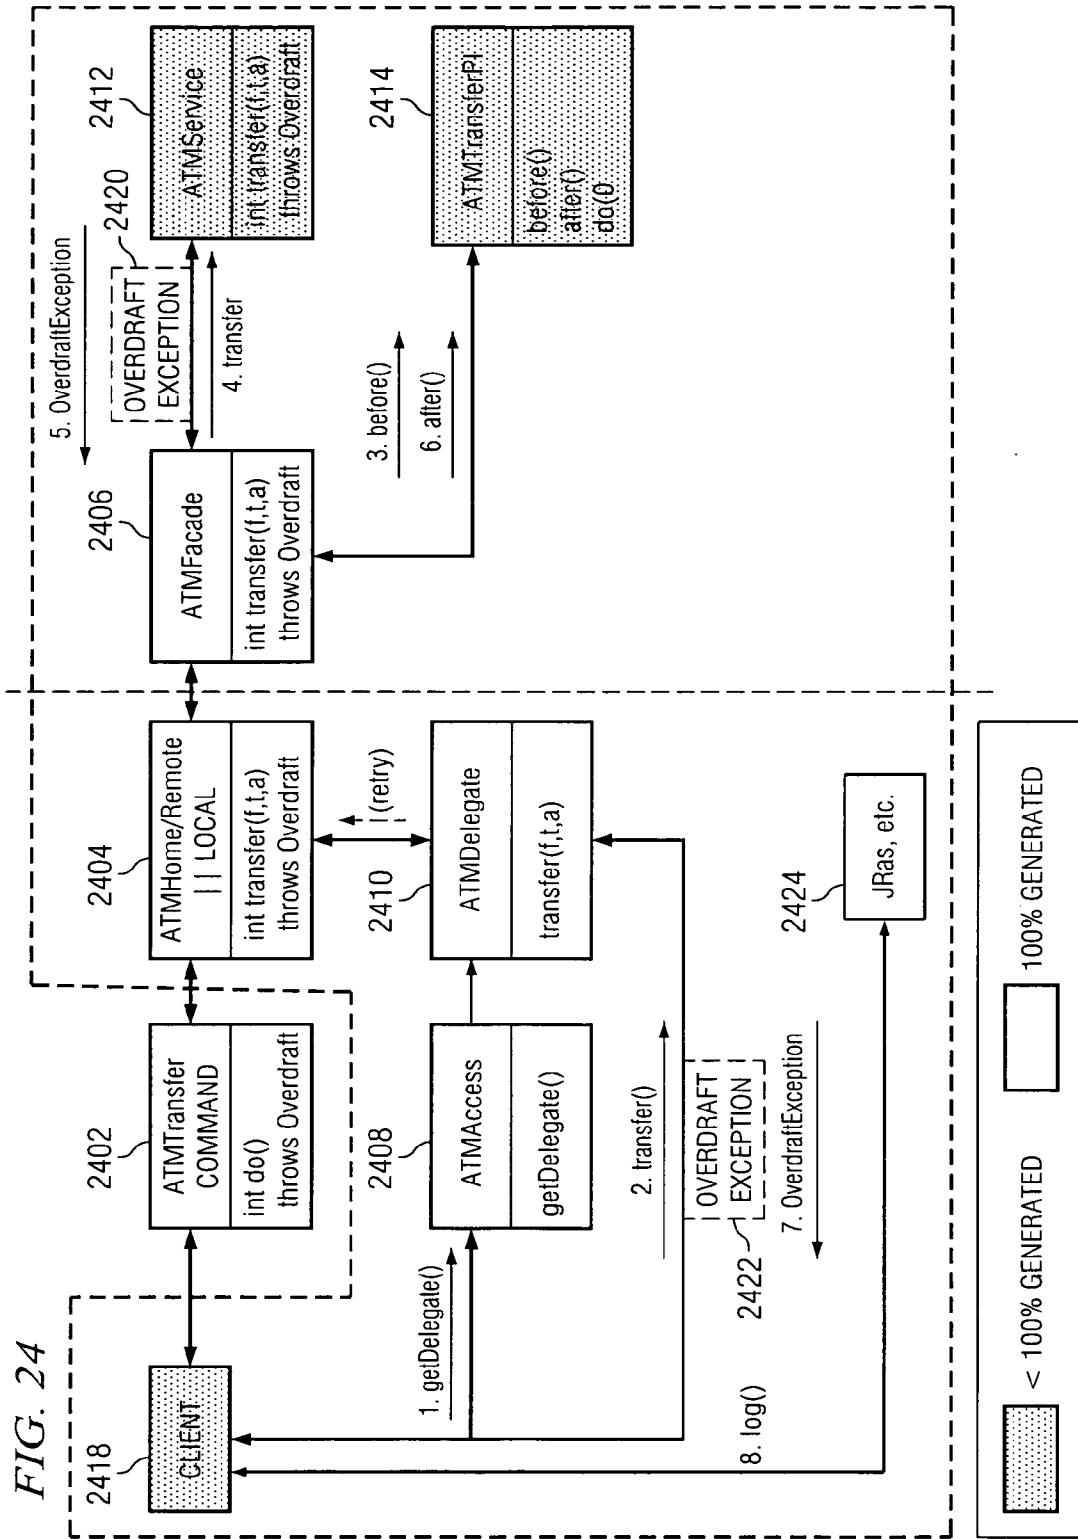 FIG. 24
2418
CLIENT
2402
ATMTransfer
COMMAND
int do()
throws Overdraft
2404
ATMHome/Remote
|| LOCAL
int transfer(f,t,a)
throws Overdraft
2406
ATMFacade
int transfer(f,t,a)
throws Overdraft
5. OverdraftException
2420
OVERDRAFT
EXCEPTION
4. transfer
2412
ATMService
int transfer(f,t,a)
throws Overdraft
1. getDelegate()
2408
ATMAccess
getDelegate()
2410
ATMDelegate
transfer(f,t,a)
(retry)
3. before()
6. after()
2414
ATMTransferPI
before()
after()
do(0
2. transfer()
OVERDRAFT
EXCEPTION
2422
7. OverdraftException
8. log()
2424
JRas, etc.
< 100% GENERATED
100% GENERATED